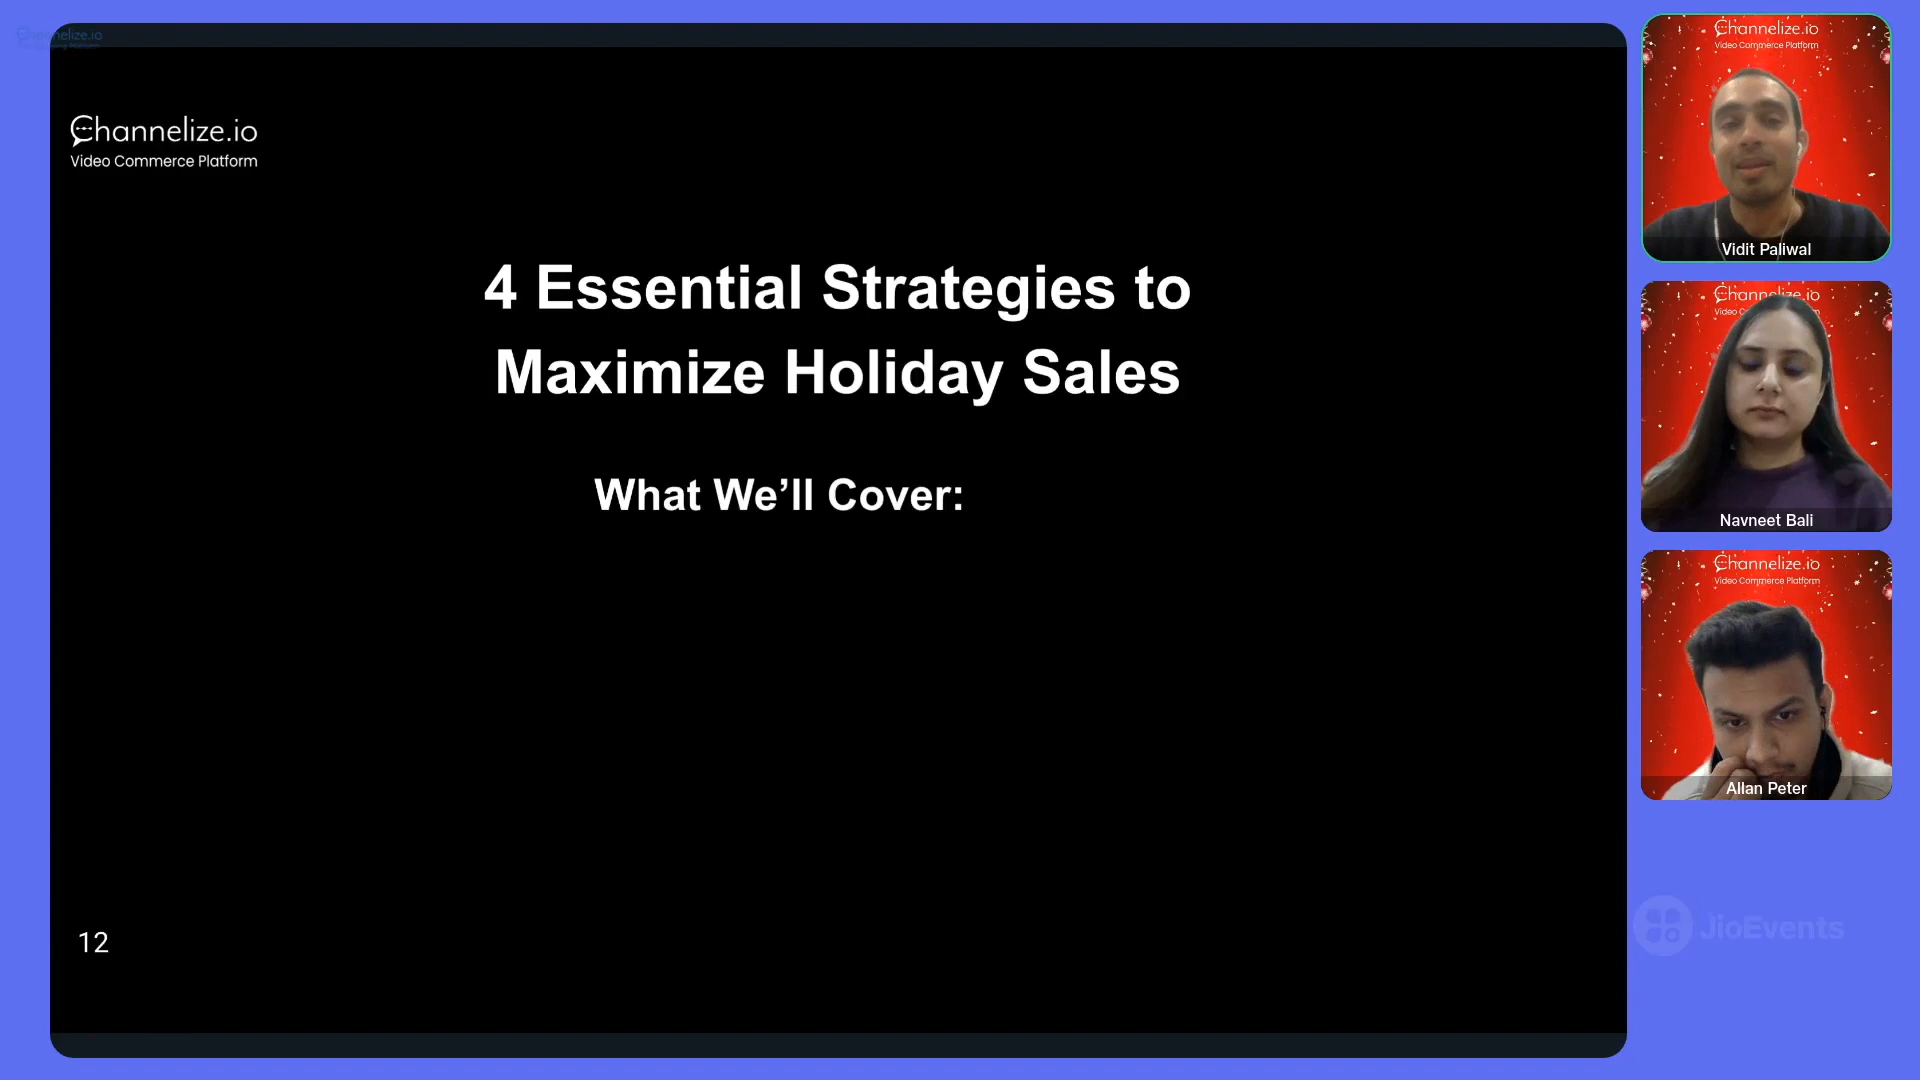 Channelize.io
Video Commerce Platform
4 Essential Strategies to
Maximize Holiday Sales
What We’ll Cover:
12
Channelize.io
Video Commerce Platform
Vidit Paliwal
Channelize.io
Navneet Bali
Channelize.io
Video Commerce Platform
Allan Peter
JioEvents